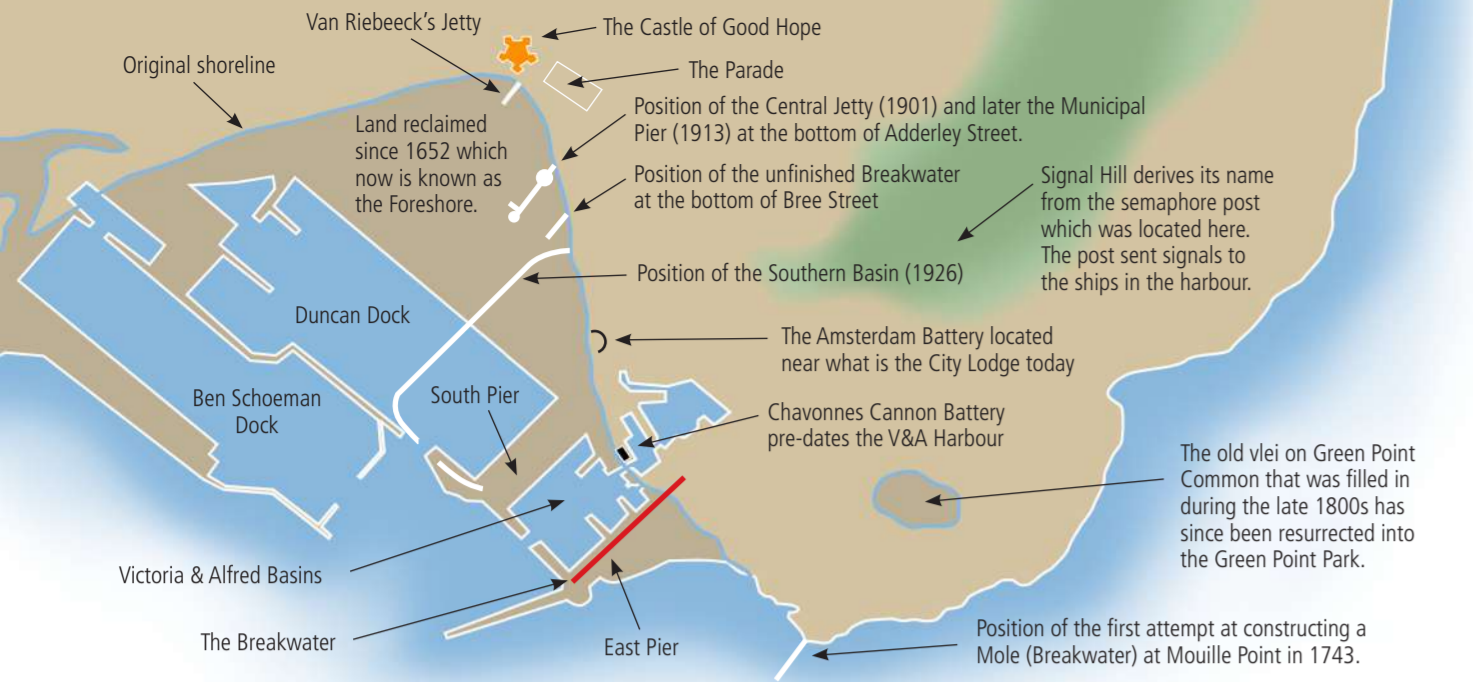 Van Riebeeck's Jetty
The Castle of Good Hope
Original shoreline
The Parade
Land reclaimed
since 1652 which
now is known as
the Foreshore.
Position of the Central Jetty (1901) and later the Municipal
Pier (1913) at the bottom of Adderley Street.
Position of the unfinished Breakwater
at the bottom of Bree Street
Signal Hill derives its name
from the semaphore post
which was located here.
The post sent signals to
the ships in the harbour.
Position of the Southern Basin (1926)
Duncan Dock
The Amsterdam Battery located
near what is the City Lodge today
Ben Schoeman
Dock
South Pier
Chavonnes Cannon Battery
pre-dates the V&A Harbour
The old vlei on Green Point
Common that was filled in
during the late 1800s has
since been resurrected into
the Green Point Park.
Victoria & Alfred Basins
The Breakwater
East Pier
Position of the first attempt at constructing a
Mole (Breakwater) at Mouille Point in 1743.